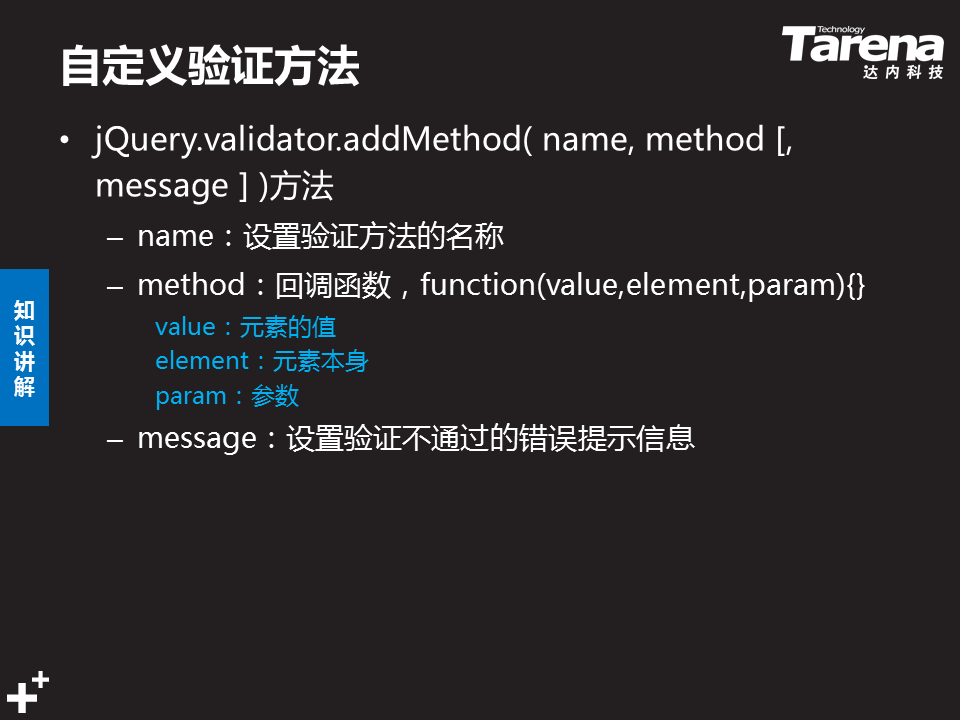 自定义验证方法
Technology
Tarena
达内科技
• jQuery.validator.addMethod( name, method [,
message ] )方法
– name：设置验证方法的名称
– method：回调函数，function(value,element,param){}
value：元素的值
element：元素本身
param：参数
– message：设置验证不通过的错误提示信息
知
识
讲
解